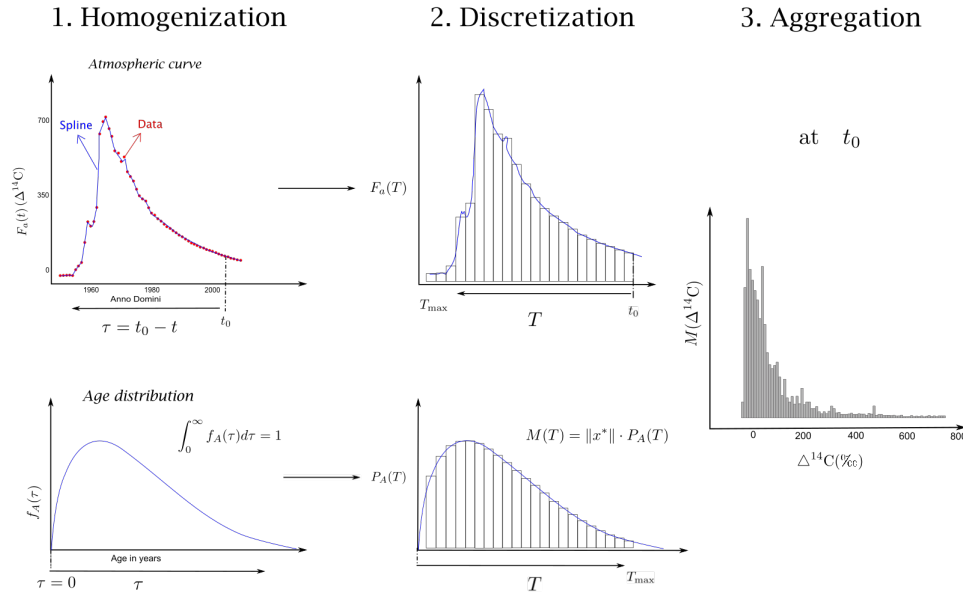 1. Homogenization
2. Discretization
3. Aggregation
Atmospheric curve
Spline
Data
700
350
0
F_a(t) (Δ¹⁴C)
1960
1980
2000
Anno Domini
τ = t₀ − t
t₀
F_a(T)
T_max
T
t₀
at t₀
M(Δ¹⁴C)
0
200
400
600
800
△¹⁴C(‰)
Age distribution
∫₀^∞ f_A(τ)dτ = 1
f_A(τ)
Age in years
τ = 0
τ
P_A(T)
M(T) = ‖x*‖ · P_A(T)
T
T_max